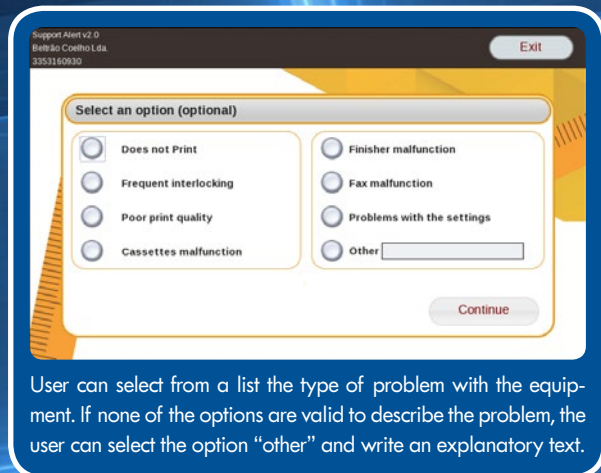 Support Alert v2.0
Beltrão Coelho Lda.
3353160930
Exit
Select an option (optional)
Does not Print
Frequent interlocking
Poor print quality
Cassettes malfunction
Finisher malfunction
Fax malfunction
Problems with the settings
Other
Continue
User can select from a list the type of problem with the equip-
ment. If none of the options are valid to describe the problem, the
user can select the option “other” and write an explanatory text.